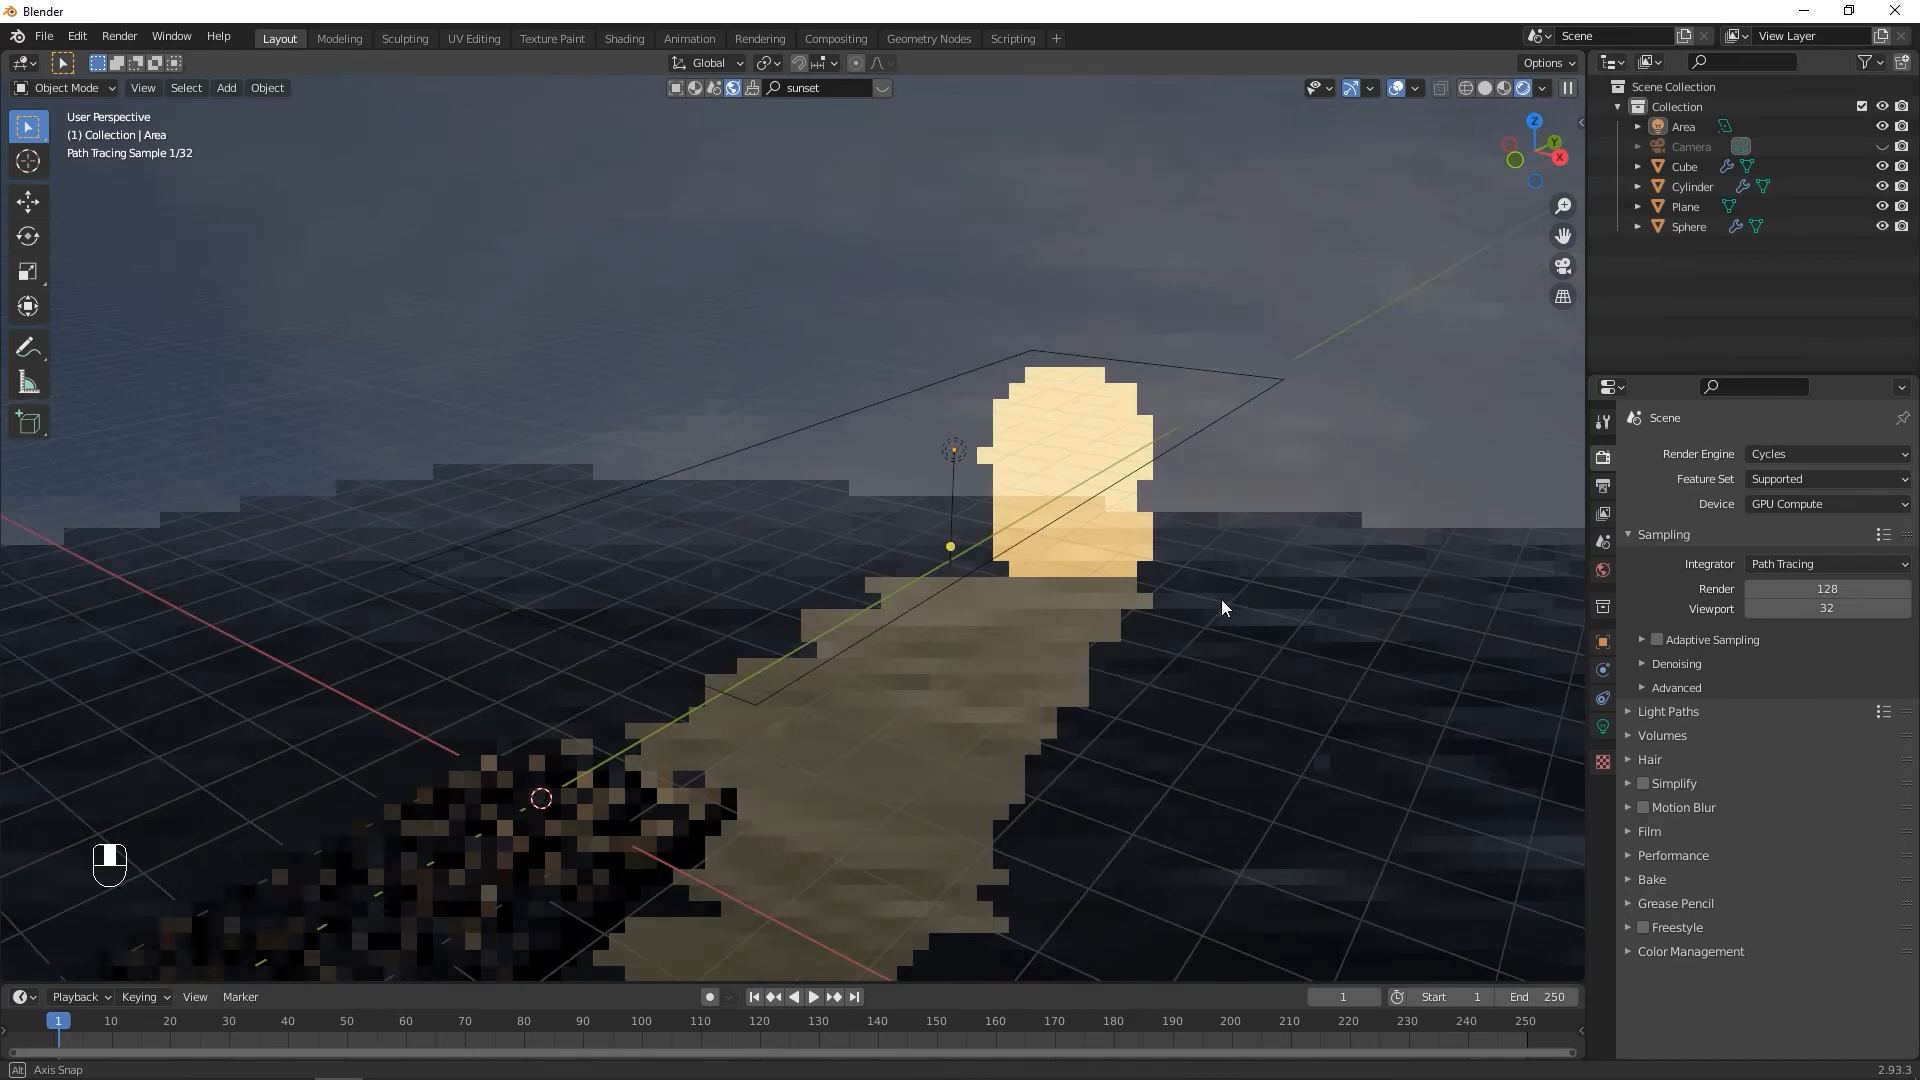 Blender
File Edit Render Window Help
Layout Modeling Sculpting UV Editing Texture Paint Shading Animation Rendering Compositing Geometry Nodes Scripting +
Scene
View Layer
Global
Options
Object Mode View Select Add Object
sunset
User Perspective
(1) Collection | Area
Path Tracing Sample 1/32
Z
Y
X
Scene Collection
Collection
Area
Camera
Cube
Cylinder
Plane
Sphere
Scene
Render Engine Cycles
Feature Set Supported
Device GPU Compute
Sampling
Integrator Path Tracing
Render 128
Viewport 32
Adaptive Sampling
Denoising
Advanced
Light Paths
Volumes
Hair
Simplify
Motion Blur
Film
Performance
Bake
Grease Pencil
Freestyle
Color Management
Playback Keying View Marker
1 Start 1 End 250
1 10 20 30 40 50 60 70 80 90 100 110 120 130 140 150 160 170 180 190 200 210 220 230 240 250
Alt Axis Snap
2.93.3